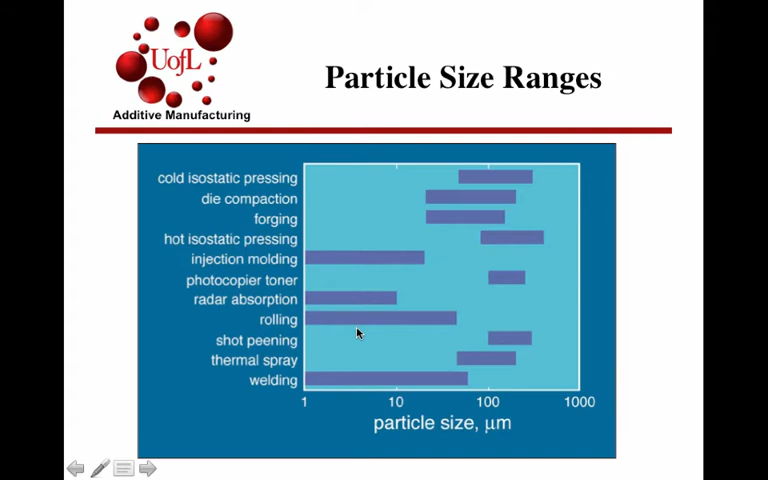 UofL
Additive Manufacturing
Particle Size Ranges
cold isostatic pressing
die compaction
forging
hot isostatic pressing
injection molding
photocopier toner
radar absorption
rolling
shot peening
thermal spray
welding
1 10 100 1000
particle size, μm